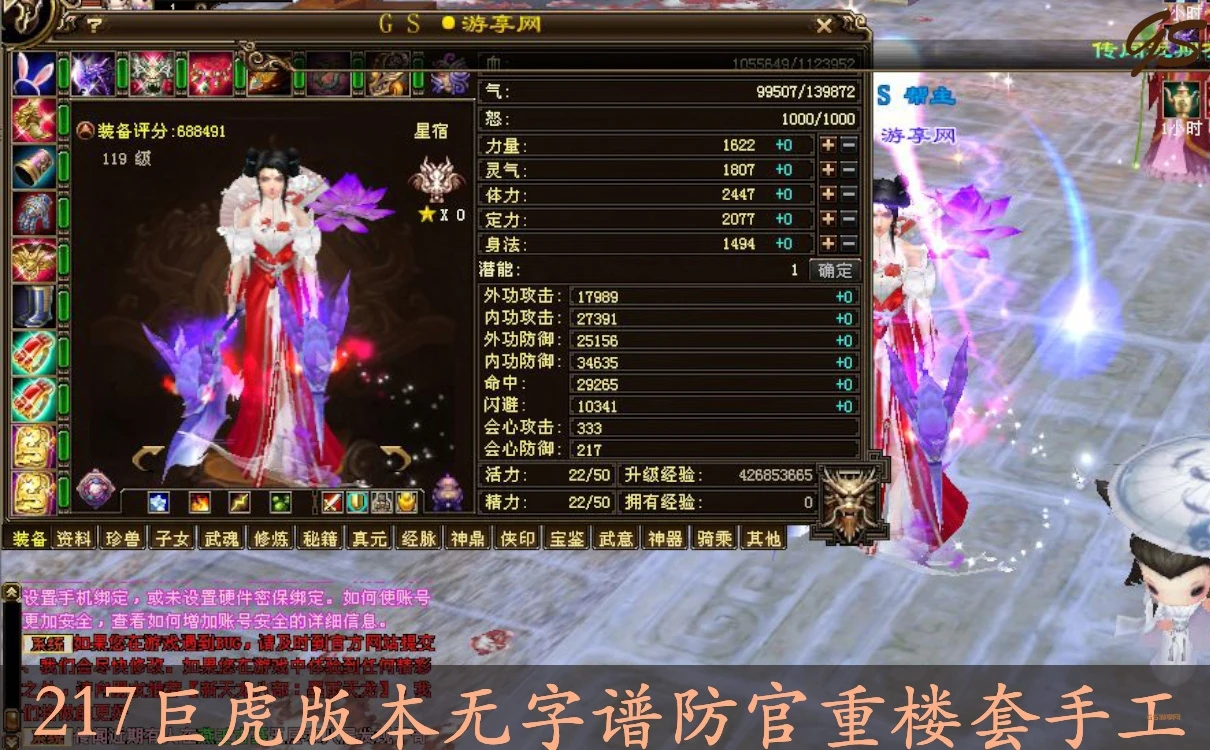 GS 游享网
装备评分:688491
119 级
星宿
X 0
血: 1055649/1123952
气: 99507/139872
怒: 1000/1000
力量: 1622 +0
灵气: 1807 +0
体力: 2447 +0
定力: 2077 +0
身法: 1494 +0
潜能: 1 确定
外功攻击: 17989 +0
内功攻击: 27391 +0
外功防御: 25156 +0
内功防御: 34635 +0
命中: 29265 +0
闪避: 10341 +0
会心攻击: 333
会心防御: 217
活力: 22/50 升级经验: 426853665
精力: 22/50 拥有经验: 0
装备 资料 珍兽 子女 武魂 修炼 秘籍 真元 经脉 神鼎 侠印 宝鉴 武意 神器 骑乘 其他
S 帮主
游享网
小时
GS
1小时
设置手机绑定，或未设置硬件密保绑定。如何使账号
更加安全，查看如何增加账号安全的详细信息。
系统 如果您在游戏遇到BUG，请及时到官方网站提交
，我们会尽快修改。如果您在游戏中体验到任何精彩
217巨虎版本无字谱防官重楼套手工